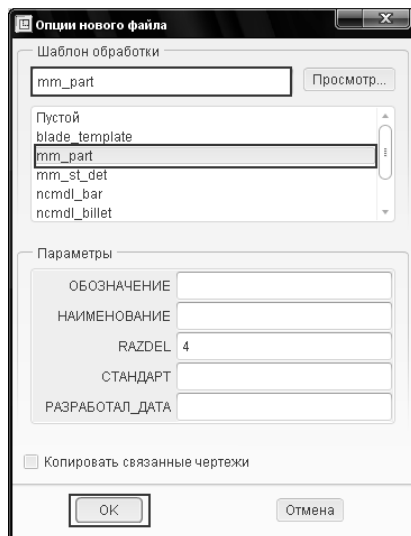 Опции нового файла
Шаблон обработки
mm_part Просмотр...
Пустой
blade_template
mm_part
mm_st_det
ncmdl_bar
ncmdl_billet
Параметры
ОБОЗНАЧЕНИЕ
НАИМЕНОВАНИЕ
RAZDEL 4
СТАНДАРТ
РАЗРАБОТАЛ_ДАТА
Копировать связанные чертежи
OK Отмена